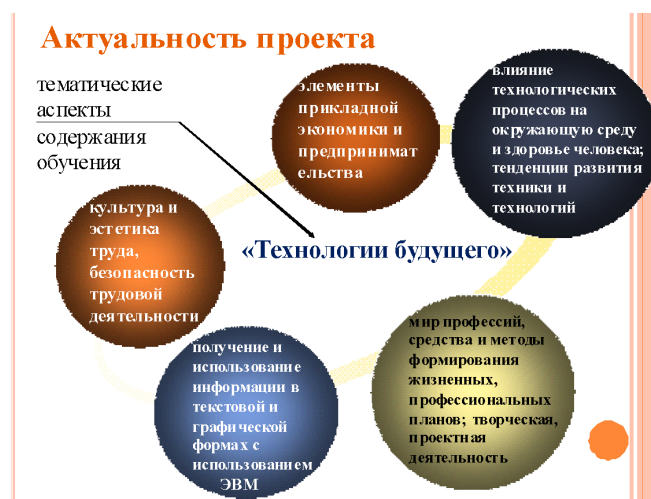 Актуальность проекта
тематические
аспекты
содержания
обучения
элементы
прикладной
экономики и
предпринимат
ельства
влияние
технологических
процессов на
окружающую среду
и здоровье человека;
тенденции развития
техники и
технологий
культура и
эстетика
труда,
безопасность
трудовой
деятельности
«Технологии будущего»
получение и
использование
информации в
текстовой и
графической
формах с
использованием
ЭВМ
мир профессий,
средства и методы
формирования
жизненных,
профессиональных
планов; творческая,
проектная
деятельность